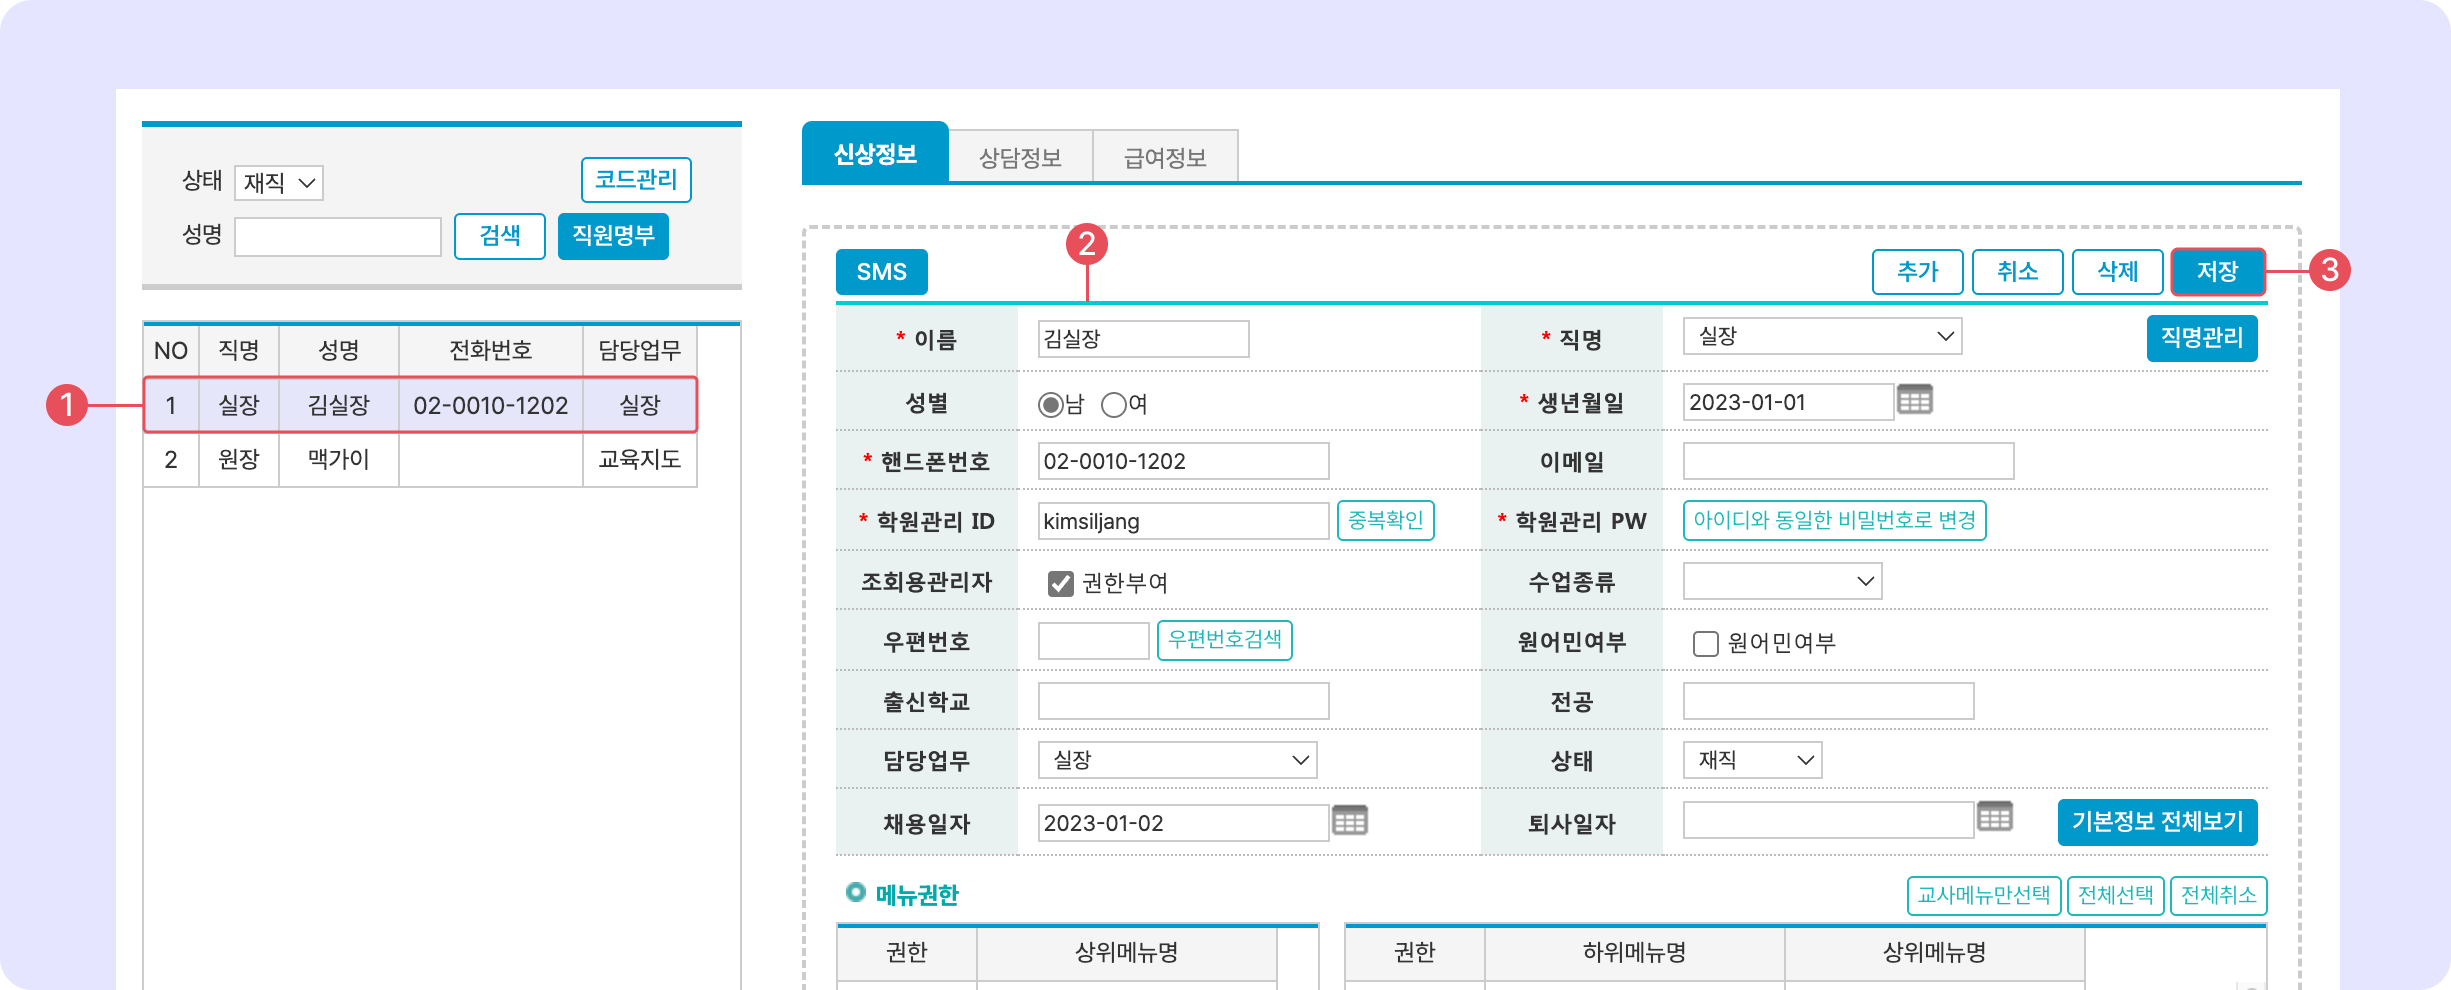 상태 재직 코드관리
성명 검색 직원명부
NO 직명 성명 전화번호 담당업무
1 1 실장 김실장 02-0010-1202 실장
2 원장 맥가이 교육지도
신상정보 상담정보 급여정보
2
SMS 추가 취소 삭제 저장 3
* 이름 김실장 * 직명 실장 직명관리
성별 남 여 * 생년월일 2023-01-01
* 핸드폰번호 02-0010-1202 이메일
* 학원관리 ID kimsiljang 중복확인 * 학원관리 PW 아이디와 동일한 비밀번호로 변경
조회용관리자 권한부여 수업종류
우편번호 우편번호검색 원어민여부 원어민여부
출신학교 전공
담당업무 실장 상태 재직
채용일자 2023-01-02 퇴사일자 기본정보 전체보기
메뉴권한 교사메뉴만선택 전체선택 전체취소
권한 상위메뉴명 권한 하위메뉴명 상위메뉴명